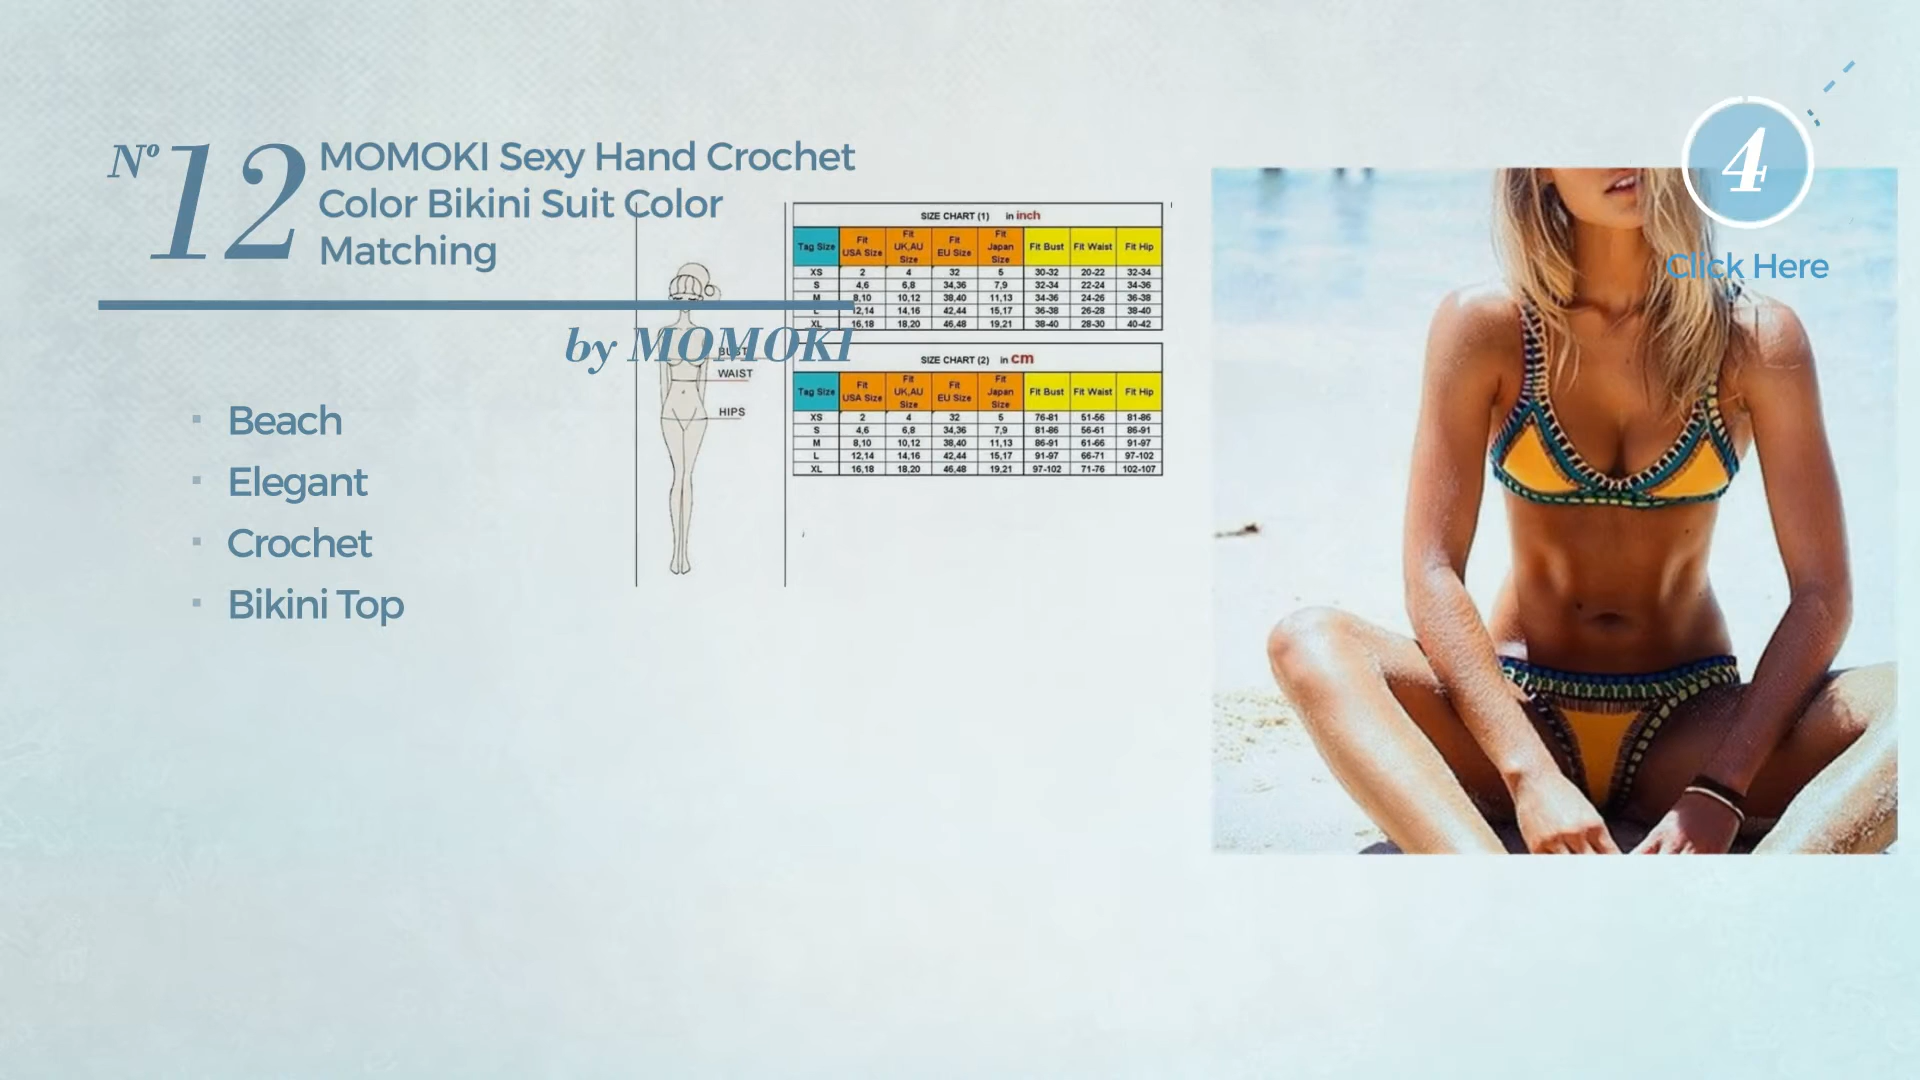 Nº 12
MOMOKI Sexy Hand Crochet
Color Bikini Suit Color
Matching
by MOMOKI
Beach
Elegant
Crochet
Bikini Top
BUST
WAIST
HIPS
SIZE CHART (1) in inch
Tag Size Fit USA Size Fit UK,AU Size Fit EU Size Fit Japan Size Fit Bust Fit Waist Fit Hip
XS 2 4 32 5 30-32 20-22 32-34
S 4,6 6,8 34,36 7,9 32-34 22-24 34-36
M 8,10 10,12 38,40 11,13 34-36 24-26 36-38
L 12,14 14,16 42,44 15,17 36-38 26-28 38-40
XL 16,18 18,20 46,48 19,21 38-40 28-30 40-42
SIZE CHART (2) in cm
Tag Size Fit USA Size Fit UK,AU Size Fit EU Size Fit Japan Size Fit Bust Fit Waist Fit Hip
XS 2 4 32 5 76-81 51-56 81-86
S 4,6 6,8 34,36 7,9 81-86 56-61 86-91
M 8,10 10,12 38,40 11,13 86-91 61-66 91-97
L 12,14 14,16 42,44 15,17 91-97 66-71 97-102
XL 16,18 18,20 46,48 19,21 97-102 71-76 102-107
4
Click Here